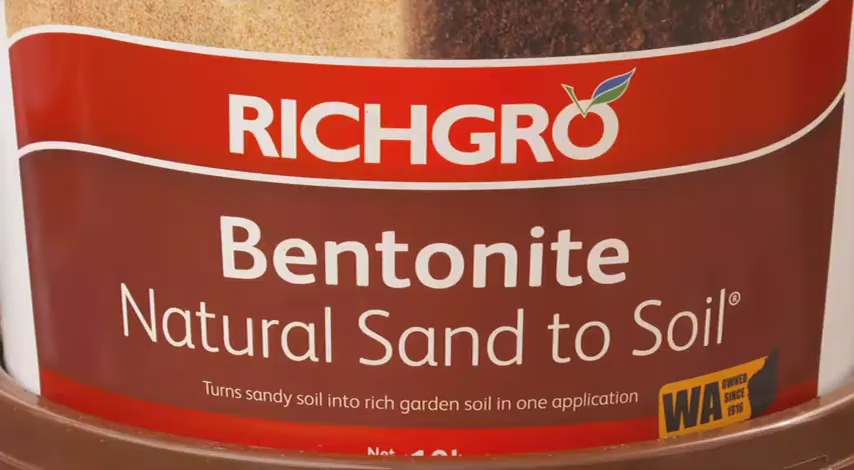 RICHGRO
Bentonite
Natural Sand to Soil®
Turns sandy soil into rich garden soil in one application
WA OWNED
SINCE
1916
Net